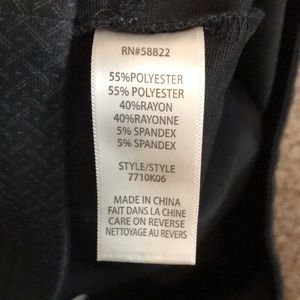 RN#58822
55%POLYESTER
55% POLYESTER
40%RAYON
40%RAYONNE
5% SPANDEX
5% SPANDEX
STYLE/STYLE
7710K06
MADE IN CHINA
FAIT DANS LA CHINE
CARE ON REVERSE
NETTOYAGE AU REVERS